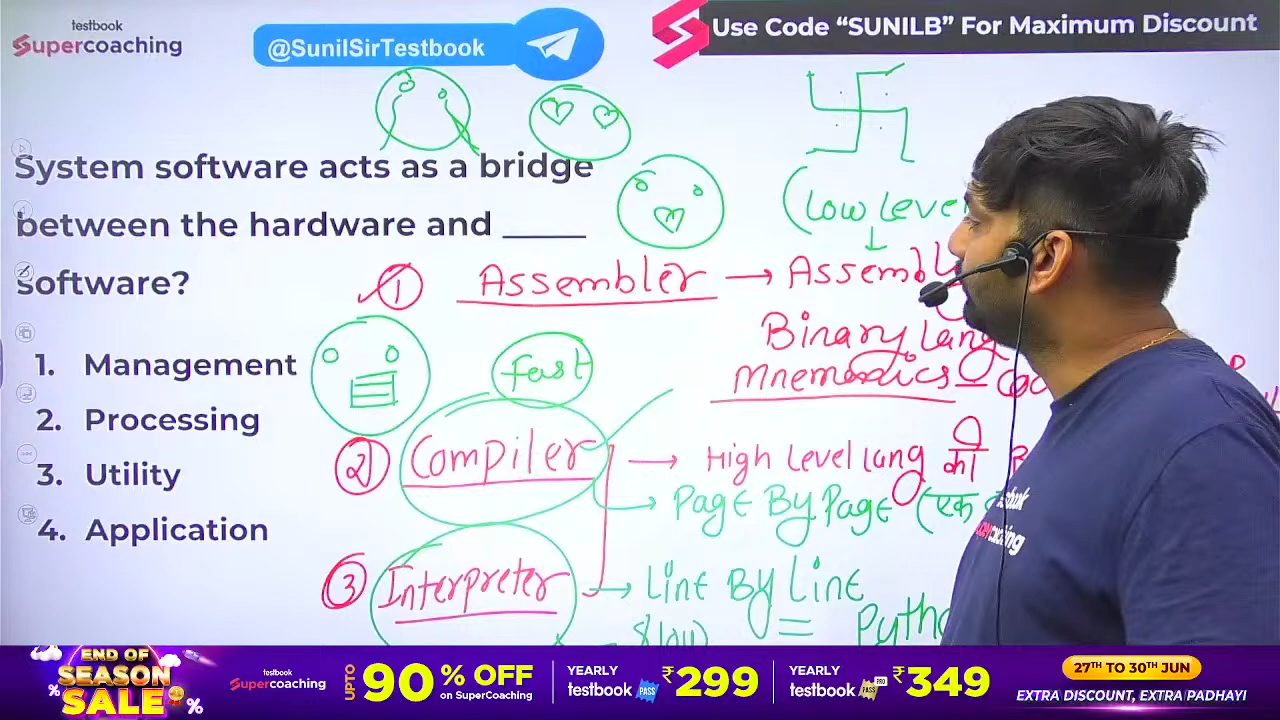 testbook
Supercoaching
@SunilSirTestbook
Use Code “SUNILB” For Maximum Discount
System software acts as a bridge
between the hardware and _____
software?
1. Management
2. Processing
3. Utility
4. Application
(Low Leve
① Assembler → Assembly
Binary Lang
Mnemonics =
Fast
② Compiler → High Level lang का
Page By Page (एक
③ Interpreter → Line By Line
Slow = Pytho
testbook
END OF
SEASON
SALE
testbook
Supercoaching
UPTO 90% OFF
on SuperCoaching
YEARLY
testbook PASS ₹299
YEARLY
testbook PASS PRO ₹349
27TH TO 30TH JUN
EXTRA DISCOUNT, EXTRA PADHAYI